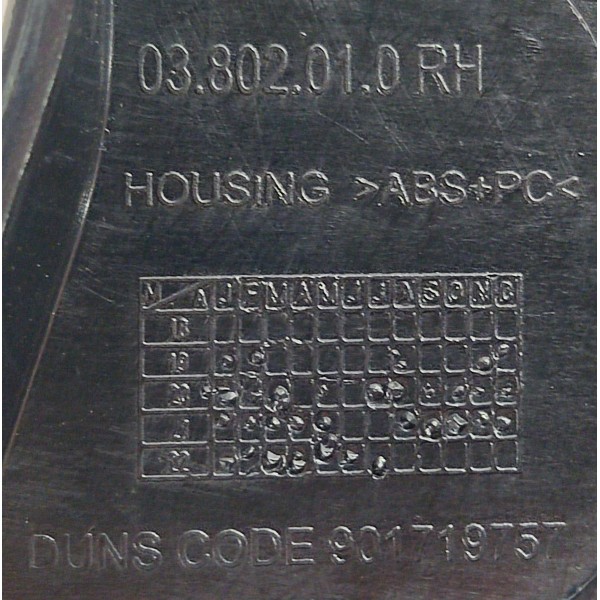 03.802.01.0 RH
HOUSING >ABS+PC<
M A J F M A M J J A S O N D
18
19
20
21
22
DUNS CODE 901719757